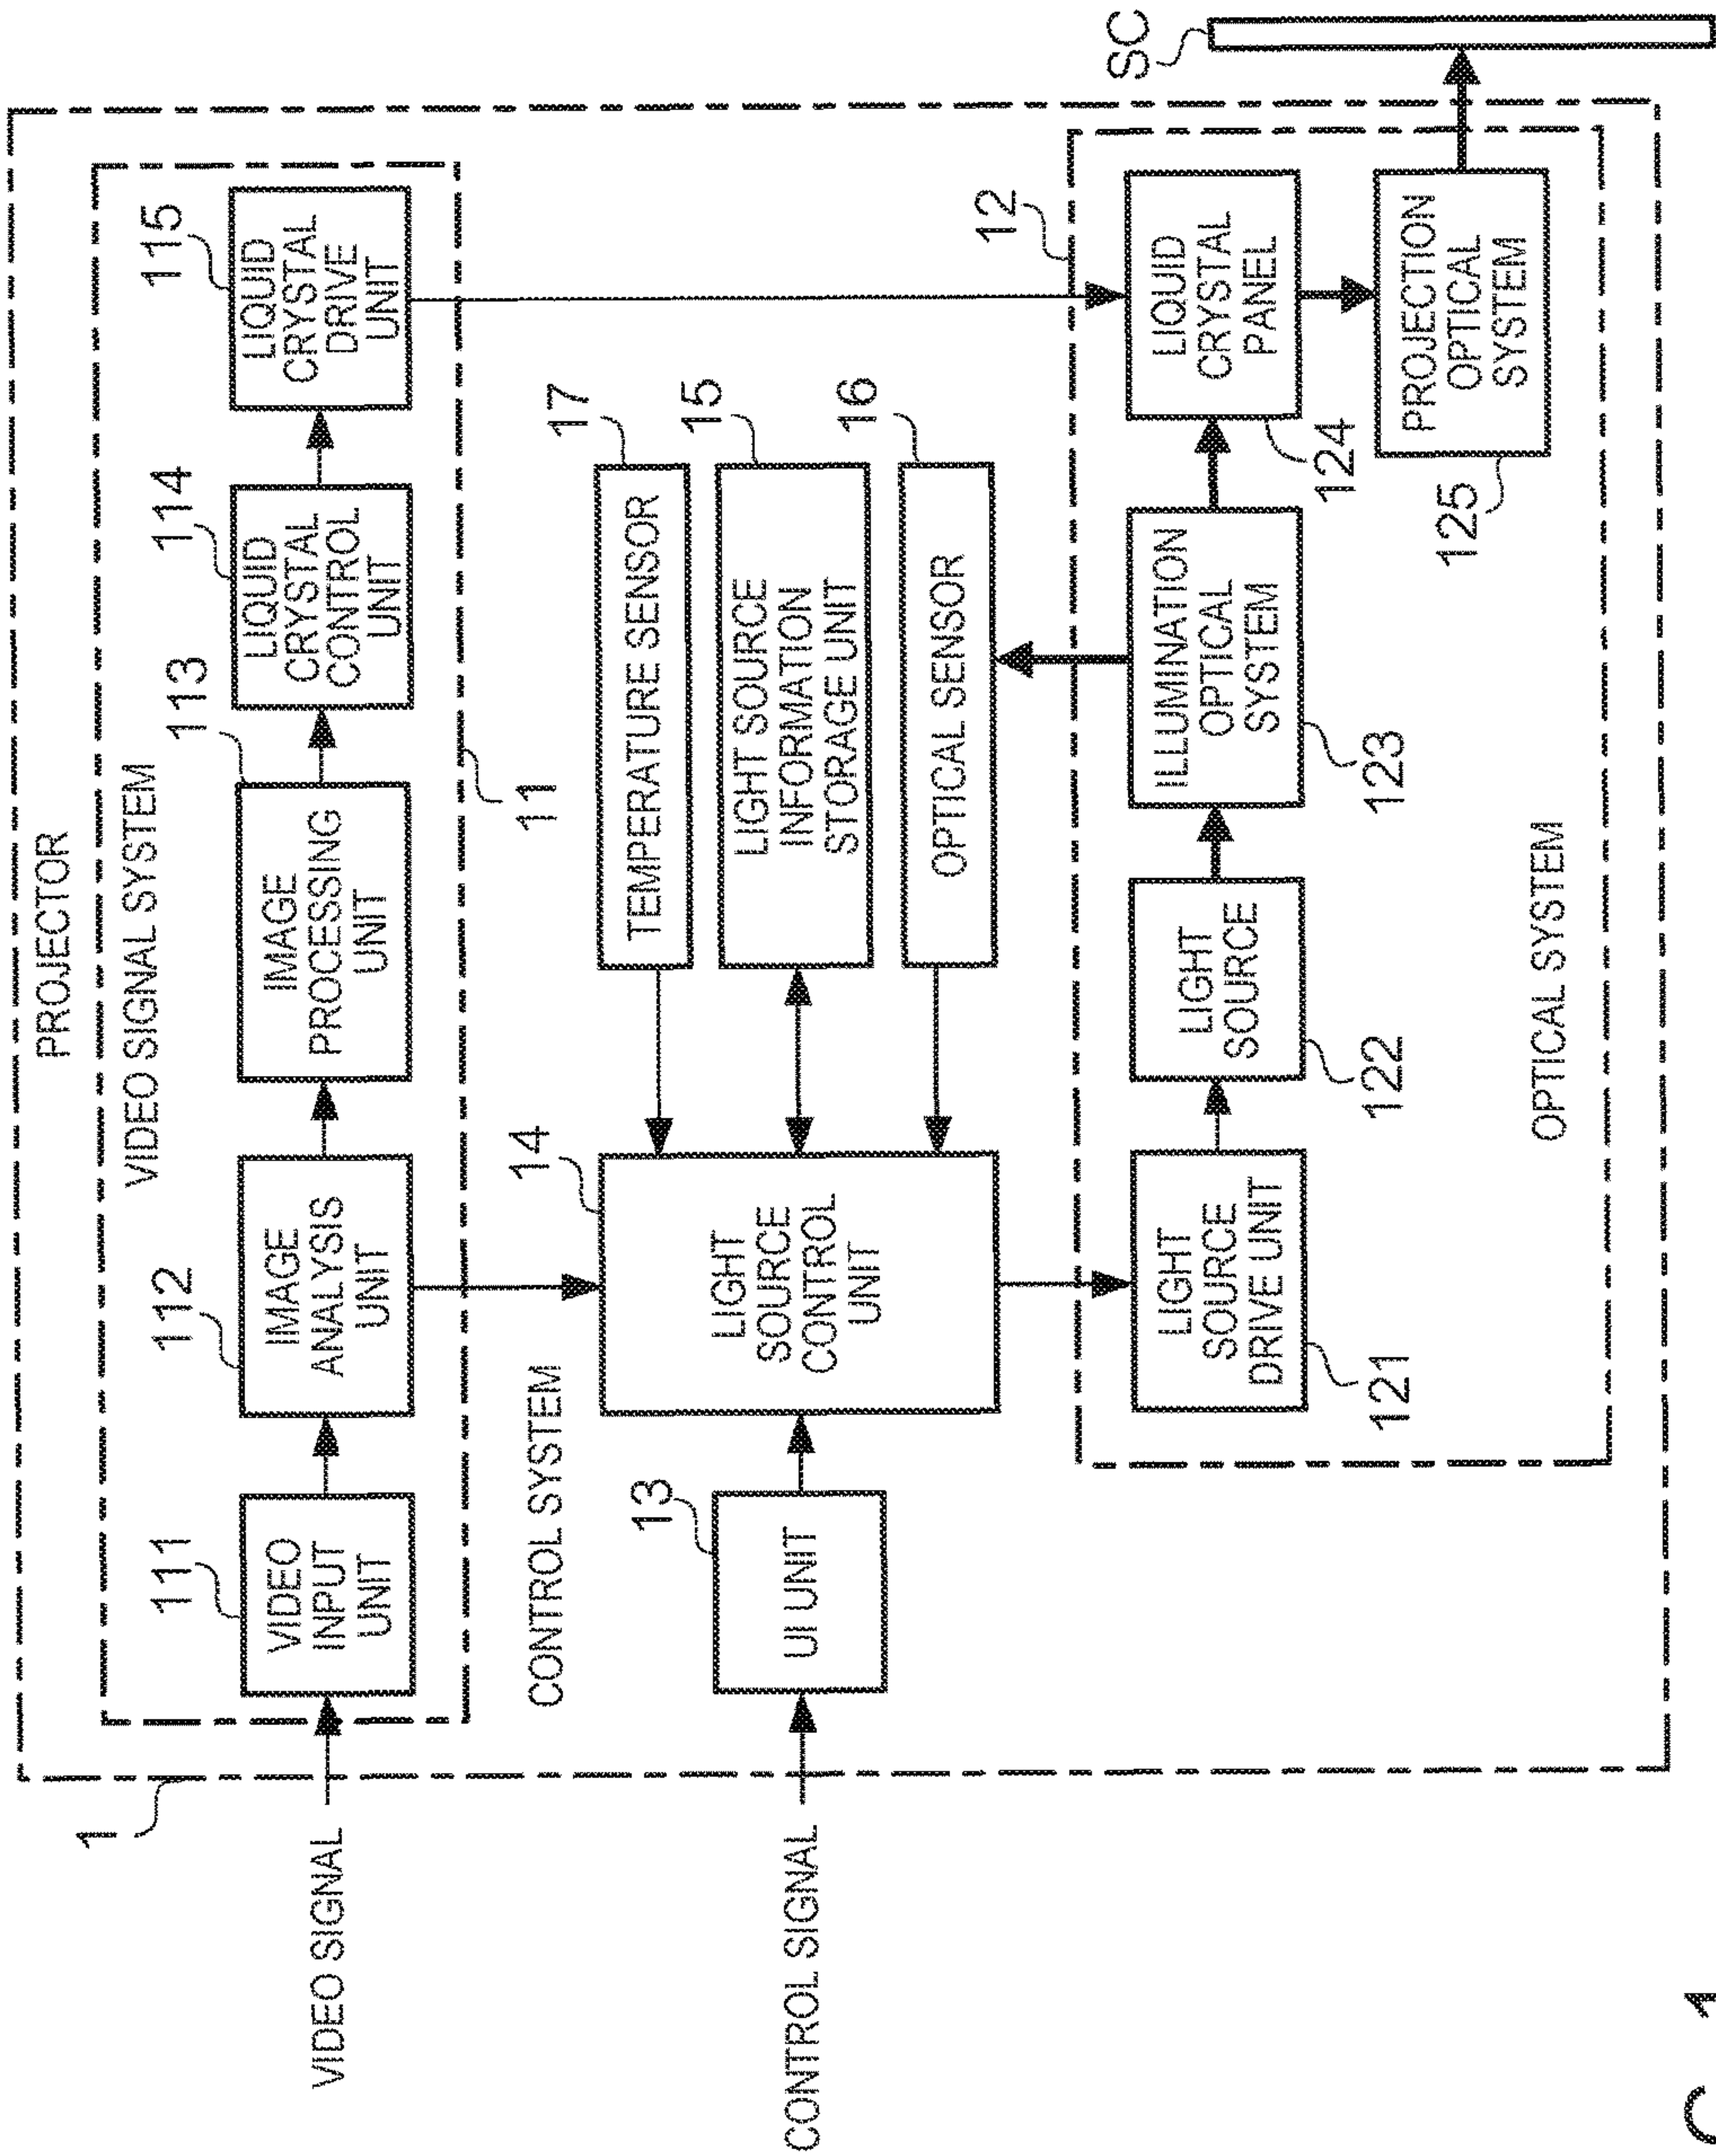 PROJECTOR
1
VIDEO SIGNAL SYSTEM
VIDEO SIGNAL
111
VIDEO
INPUT
UNIT
112
IMAGE
ANALYSIS
UNIT
113
IMAGE
PROCESSING
UNIT
114
LIQUID
CRYSTAL
CONTROL
UNIT
115
LIQUID
CRYSTAL
DRIVE
UNIT
11
CONTROL SYSTEM
CONTROL SIGNAL
13
UI UNIT
14
LIGHT
SOURCE
CONTROL
UNIT
17
TEMPERATURE SENSOR
15
LIGHT SOURCE
INFORMATION
STORAGE UNIT
16
OPTICAL SENSOR
12
LIGHT
SOURCE
DRIVE UNIT
121
LIGHT
SOURCE
122
ILLUMINATION
OPTICAL
SYSTEM
123
LIQUID
CRYSTAL
PANEL
124
PROJECTION
OPTICAL
SYSTEM
125
OPTICAL SYSTEM
SC